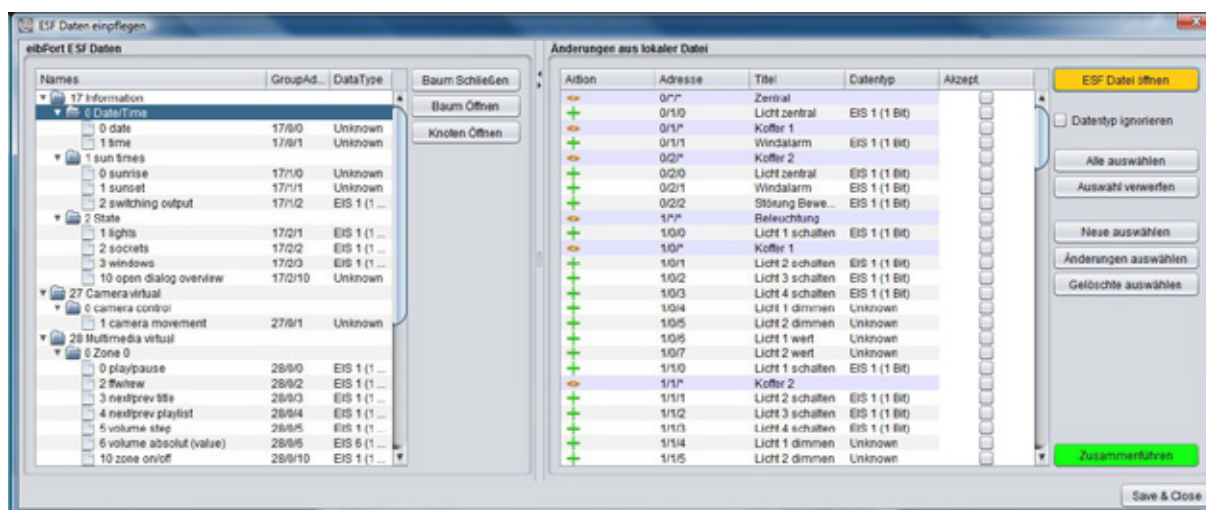 ESF Daten einpflegen
eibPort ESF Daten
Names GroupAd... DataType
17 Information
0 Date/Time
0 date 17/0/0 Unknown
1 time 17/0/1 Unknown
1 sun times
0 sunrise 17/1/0 Unknown
1 sunset 17/1/1 Unknown
2 switching output 17/1/2 EIS 1 (1 ...
2 State
1 lights 17/2/1 EIS 1 (1 ...
2 sockets 17/2/2 EIS 1 (1 ...
3 windows 17/2/3 EIS 1 (1 ...
10 open dialog overview 17/2/10 Unknown
27 Camera virtual
0 camera control
1 camera movement 27/0/1 Unknown
28 Multimedia virtual
0 Zone 0
0 play/pause 28/0/0 EIS 1 (1 ...
2 ffw/rew 28/0/2 EIS 1 (1 ...
3 next/prev title 28/0/3 EIS 1 (1 ...
4 next/prev playlist 28/0/4 EIS 1 (1 ...
5 volume step 28/0/5 EIS 1 (1 ...
6 volume absolut (value) 28/0/6 EIS 6 (1 ...
10 zone on/off 28/0/10 EIS 1 (1 ...
Baum Schließen
Baum Öffnen
Knoten Öffnen
Änderungen aus lokaler Datei
Aktion Adresse Titel Datentyp Akzept.
0/*/* Zentral
0/1/0 Licht zentral EIS 1 (1 Bit)
0/1/* Koffer 1
0/1/1 Windalarm EIS 1 (1 Bit)
0/2/* Koffer 2
0/2/0 Licht zentral EIS 1 (1 Bit)
0/2/1 Windalarm EIS 1 (1 Bit)
0/2/2 Störung Bewe... EIS 1 (1 Bit)
1/*/* Beleuchtung
1/0/0 Licht 1 schalten EIS 1 (1 Bit)
1/0/* Koffer 1
1/0/1 Licht 2 schalten EIS 1 (1 Bit)
1/0/2 Licht 3 schalten EIS 1 (1 Bit)
1/0/3 Licht 4 schalten EIS 1 (1 Bit)
1/0/4 Licht 1 dimmen Unknown
1/0/5 Licht 2 dimmen Unknown
1/0/6 Licht 1 wert Unknown
1/0/7 Licht 2 wert Unknown
1/1/0 Licht 1 schalten EIS 1 (1 Bit)
1/1/* Koffer 2
1/1/1 Licht 2 schalten EIS 1 (1 Bit)
1/1/2 Licht 3 schalten EIS 1 (1 Bit)
1/1/3 Licht 4 schalten EIS 1 (1 Bit)
1/1/4 Licht 1 dimmen Unknown
1/1/5 Licht 2 dimmen Unknown
ESF Datei öffnen
Datentyp ignorieren
Alle auswählen
Auswahl verwerfen
Neue auswählen
Änderungen auswählen
Gelöschte auswählen
Zusammenführen
Save & Close